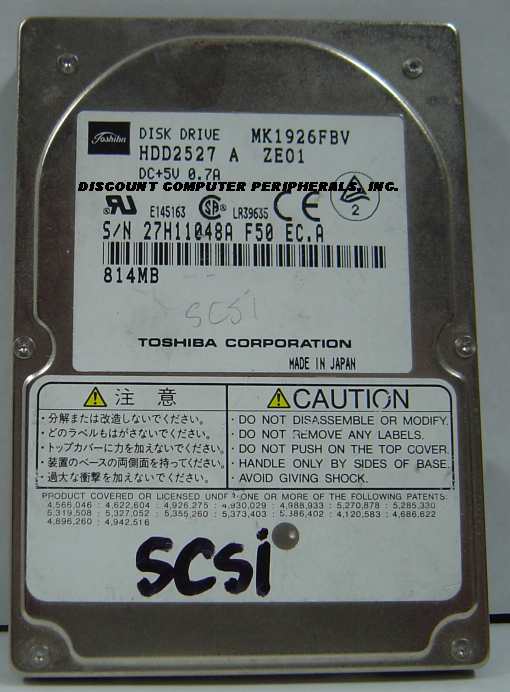 Toshiba
DISK DRIVE MK1926FBV
HDD2527 A ZE01
DC+5V 0.7A
DISCOUNT COMPUTER PERIPHERALS, INC.
E145163 LR39635 CE 2
S/N 27H11048A F50 EC.A
814MB
SCSI
TOSHIBA CORPORATION
MADE IN JAPAN
注 意
・分解または改造しないでください。
・どのラベルもはがさないでください。
・トップカバーに力を加えないでください。
・装置のベースの両側面を持ってください。
・過大な衝撃を加えないでください。
CAUTION
・DO NOT DISASSEMBLE OR MODIFY.
・DO NOT REMOVE ANY LABELS.
・DO NOT PUSH ON THE TOP COVER.
・HANDLE ONLY BY SIDES OF BASE.
・AVOID GIVING SHOCK.
PRODUCT COVERED OR LICENSED UNDER ONE OR MORE OF THE FOLLOWING PATENTS:
4,566,046 ; 4,622,604 ; 4,926,275 ; 4,930,029 ; 4,988,933 ; 5,270,878 ; 5,285,330
5,319,508 ; 5,327,052 ; 5,355,260 ; 5,373,403 ; 5,386,402 ; 4,120,583 ; 4,686,622
4,896,260 ; 4,942,516
SCSI